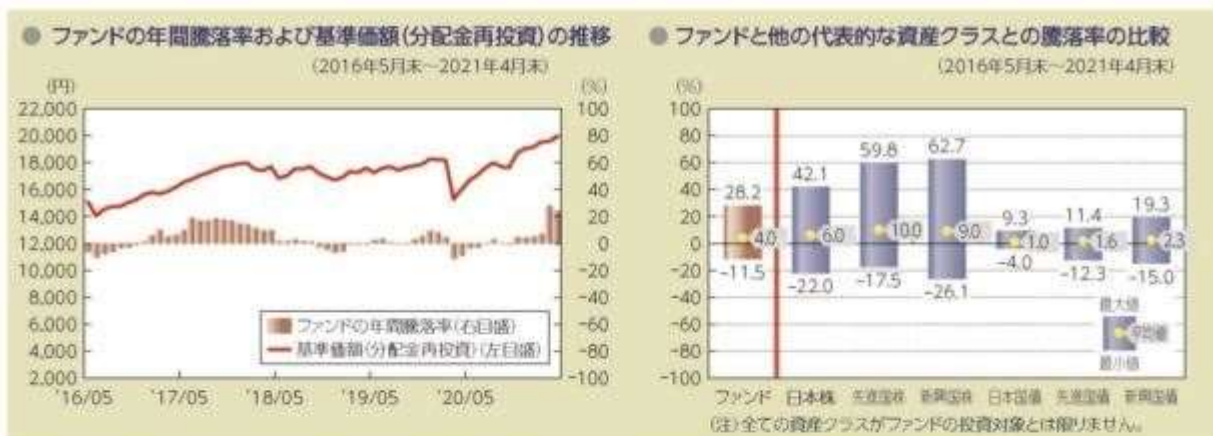 ● ファンドの年間騰落率および基準価額(分配金再投資)の推移
(2016年5月末~2021年4月末)
(円)
(%)
22,000
20,000
18,000
16,000
14,000
12,000
10,000
8,000
6,000
4,000
2,000
100
80
60
40
20
0
-20
-40
-60
-80
-100
ファンドの年間騰落率(右目盛)
基準価額(分配金再投資)(左目盛)
'16/05 '17/05 '18/05 '19/05 '20/05
● ファンドと他の代表的な資産クラスとの騰落率の比較
(2016年5月末~2021年4月末)
(%)
100
80
60
40
20
0
-20
-40
-60
-80
-100
28.2 42.1 59.8 62.7 9.3 11.4 19.3
4.0 6.0 10.0 9.0 1.0 1.6 2.3
-11.5 -22.0 -17.5 -26.1 -4.0 -12.3 -15.0
最大値
平均値
最小値
ファンド 日本株 先進国株 新興国株 日本国債 先進国債 新興国債
(注)全ての資産クラスがファンドの投資対象とは限りません。